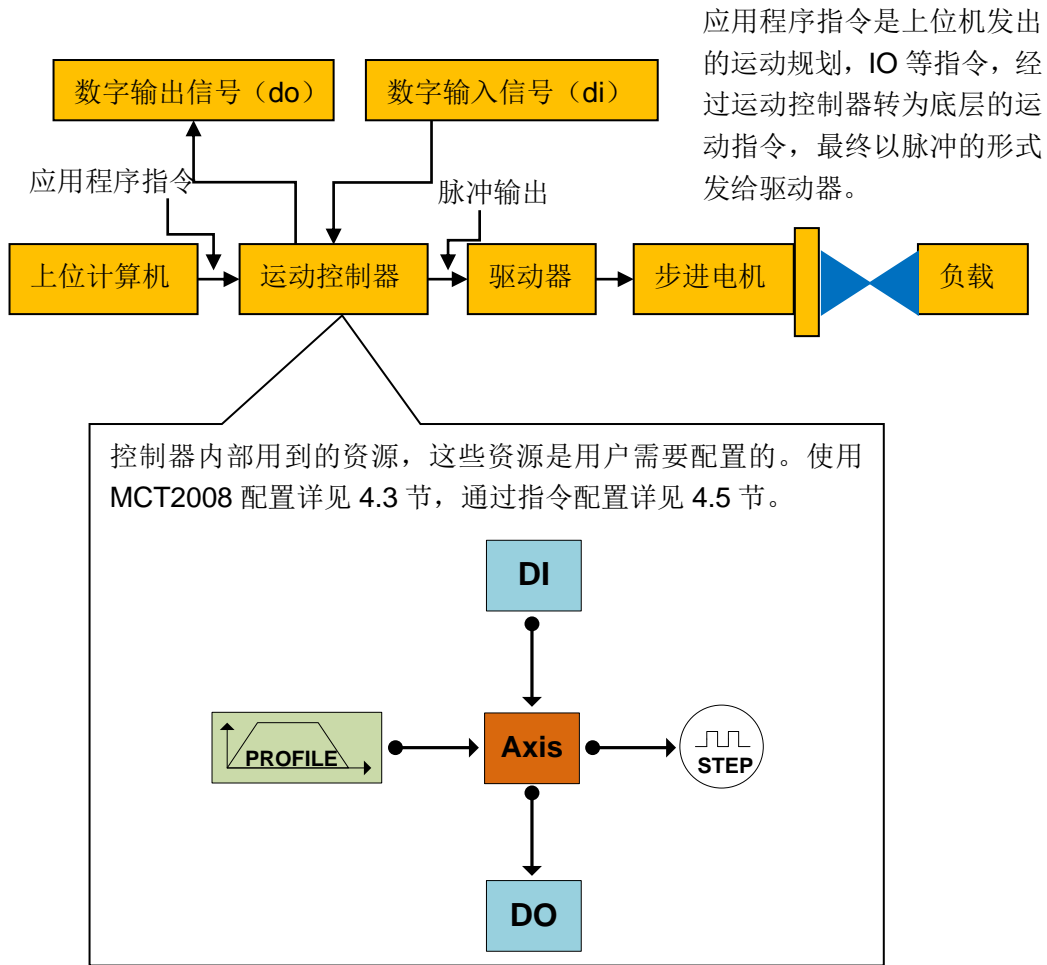 应用程序指令是上位机发出
的运动规划，IO 等指令，经
过运动控制器转为底层的运
动指令，最终以脉冲的形式
发给驱动器。
数字输出信号（do）
数字输入信号（di）
应用程序指令
脉冲输出
上位计算机
运动控制器
驱动器
步进电机
负载
控制器内部用到的资源，这些资源是用户需要配置的。使用
MCT2008 配置详见 4.3 节，通过指令配置详见 4.5 节。
DI
PROFILE
Axis
STEP
DO